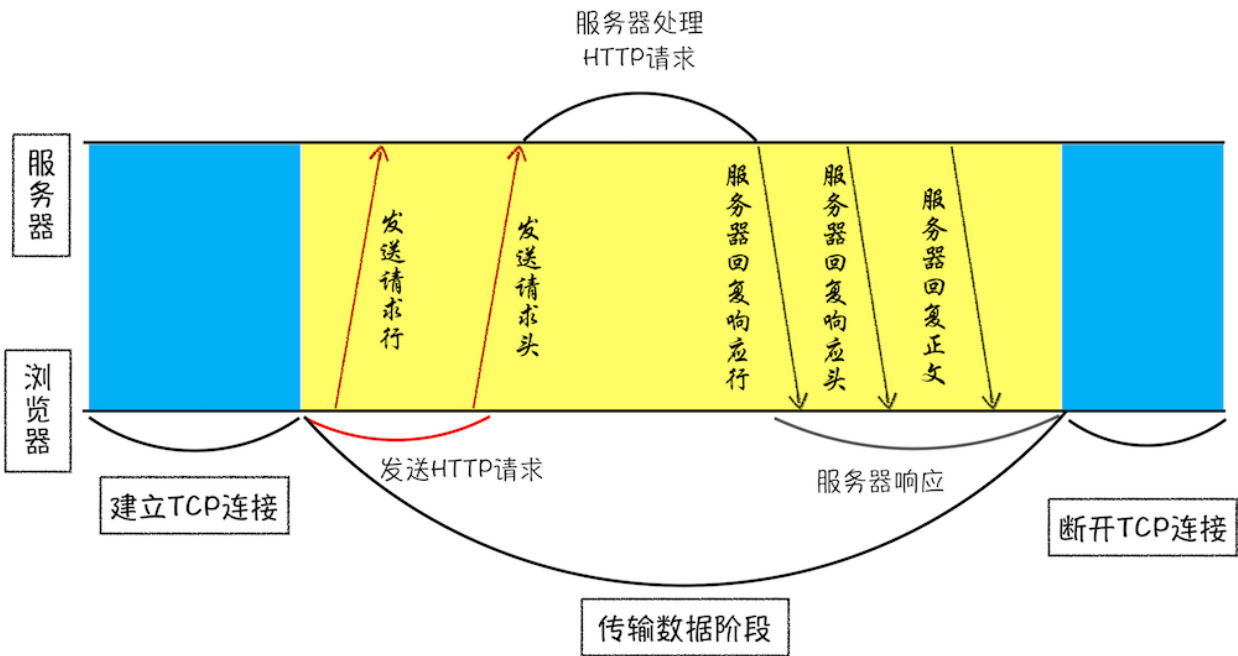 服务器处理
HTTP请求
服务器
发送请求行
发送请求头
服务器回复响应行
服务器回复响应头
服务器回复正文
浏览器
发送HTTP请求
服务器响应
建立TCP连接
断开TCP连接
传输数据阶段